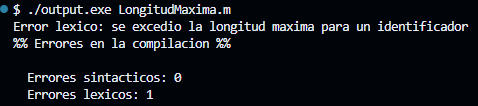 $ ./output.exe LongitudMaxima.m
Error lexico: se excedio la longitud maxima para un identificador
%% Errores en la compilacion %%
Errores sintacticos: 0
Errores lexicos: 1